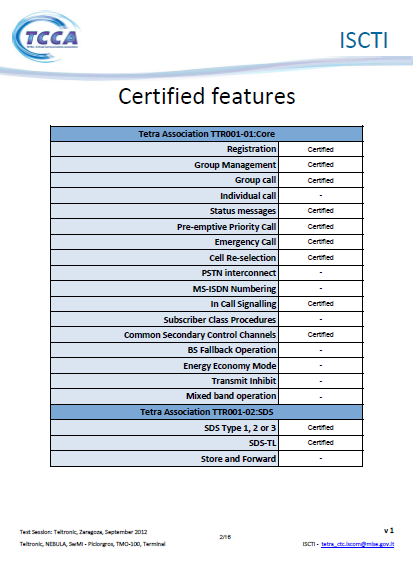 TCCA
ISCTI
Certified features
Tetra Association TTR001-01:Core
Registration Certified
Group Management Certified
Group call Certified
Individual call -
Status messages Certified
Pre-emptive Priority Call Certified
Emergency Call Certified
Cell Re-selection Certified
PSTN interconnect -
MS-ISDN Numbering -
In Call Signalling Certified
Subscriber Class Procedures -
Common Secondary Control Channels Certified
BS Fallback Operation -
Energy Economy Mode -
Transmit Inhibit -
Mixed band operation -
Tetra Association TTR001-02:SDS
SDS Type 1, 2 or 3 Certified
SDS-TL Certified
Store and Forward -
Test Session: Teltronic, Zaragoza, September 2012
v 1
Teltronic, NEBULA, SwMI - Piciorgros, TMO-100, Terminal
2/16
ISCTI - tetra_ctc.iscom@mise.gov.it